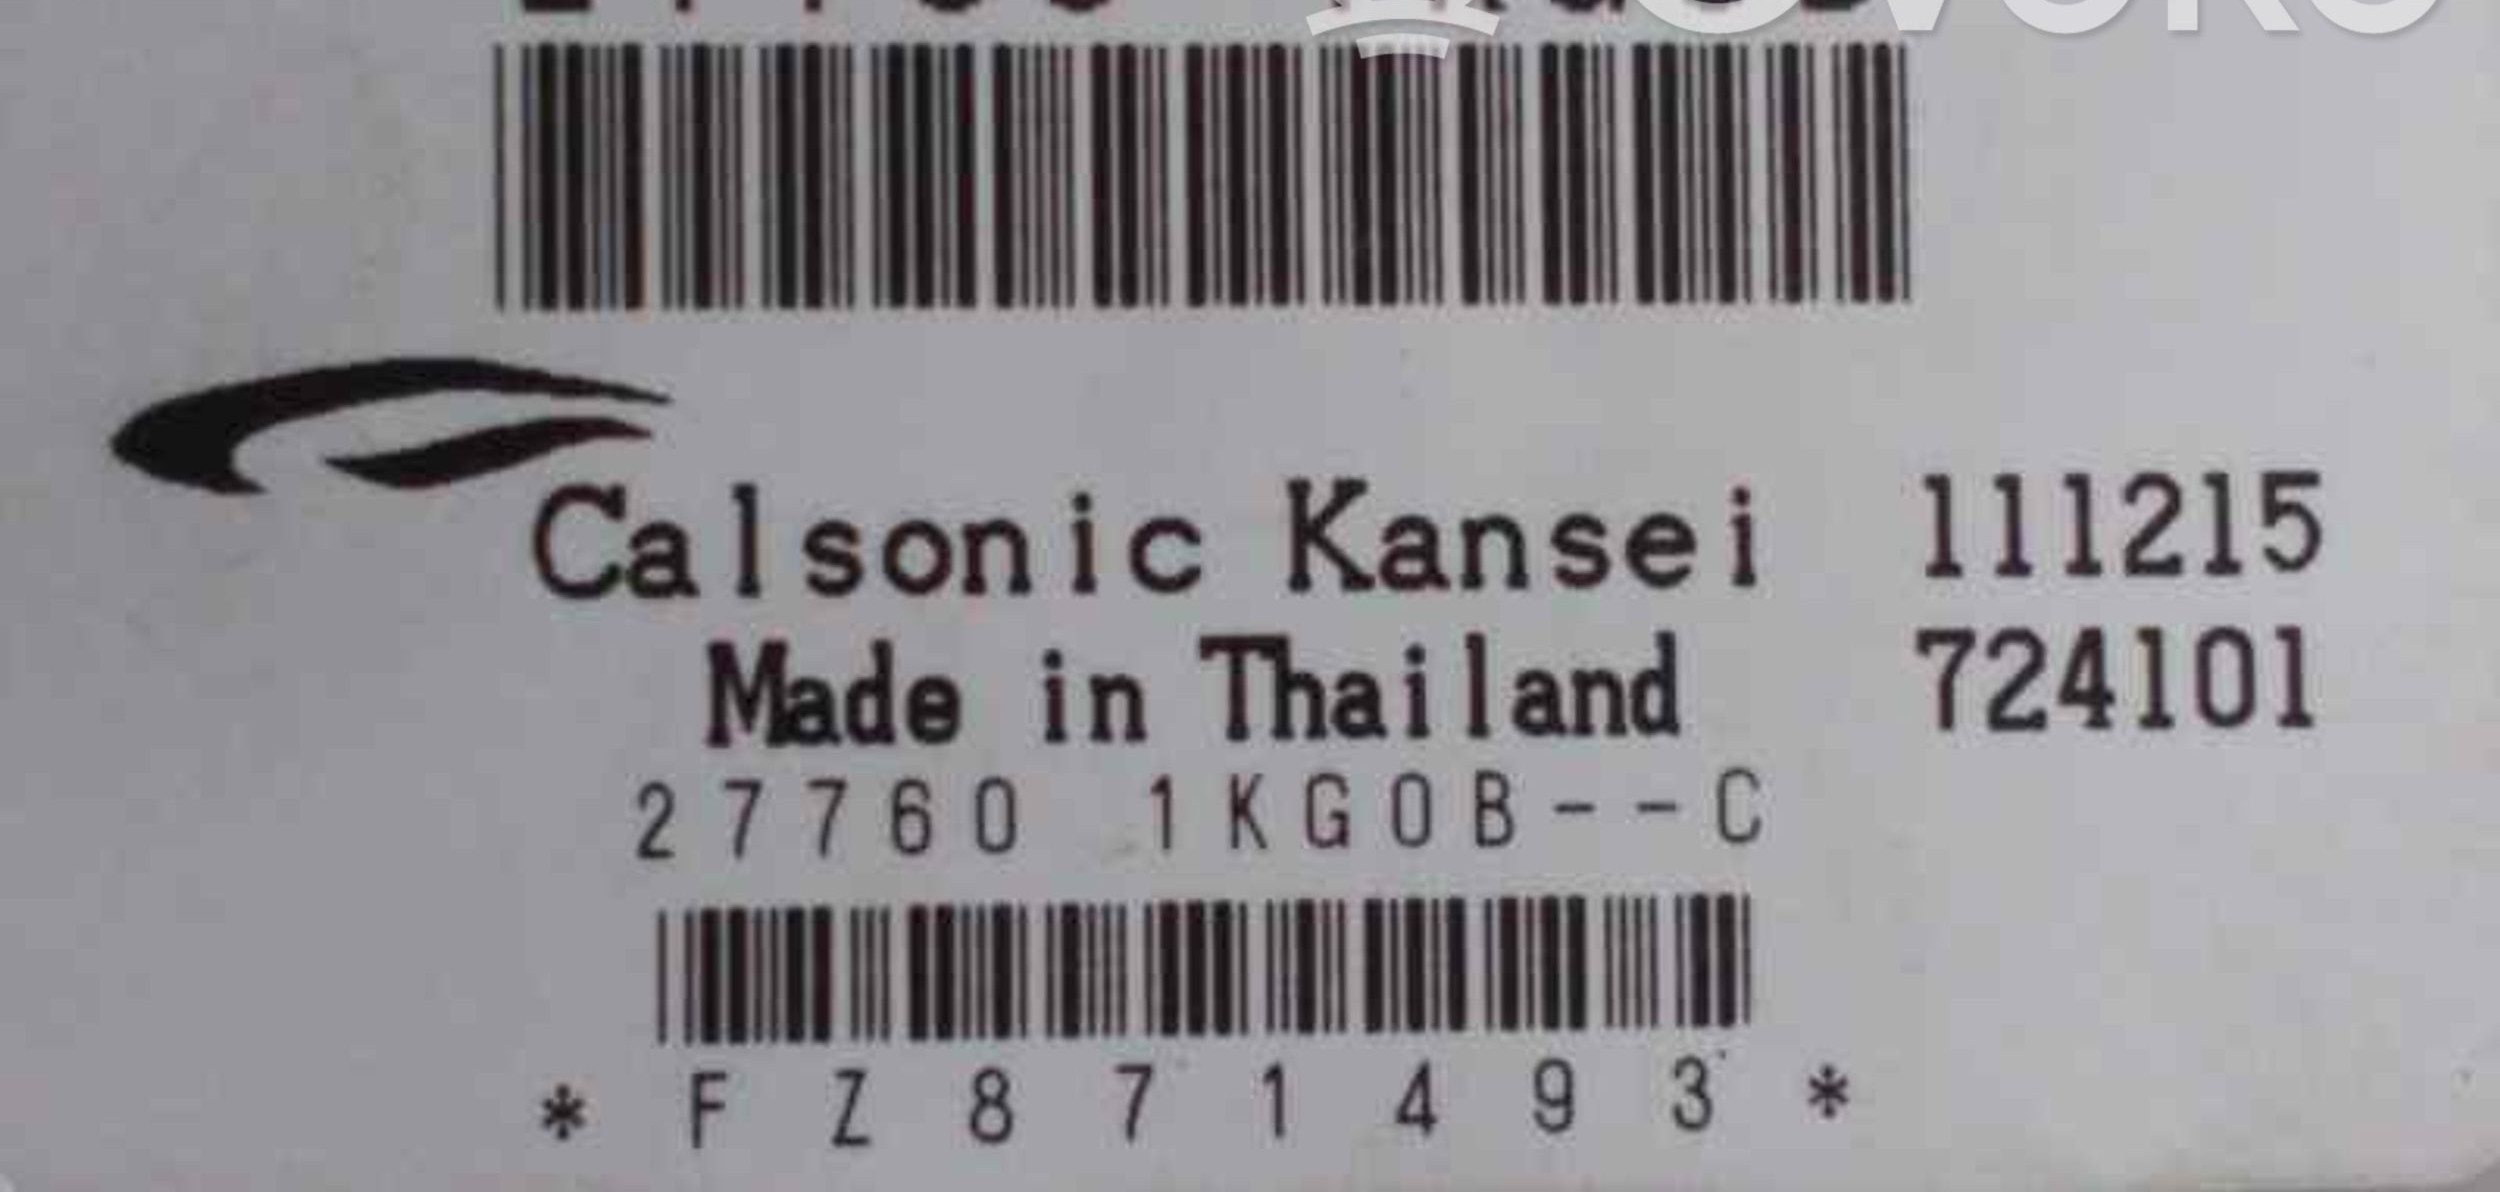 Calsonic Kansei 111215
Made in Thailand 724101
27760 1KG0B--C
*FZ871493*